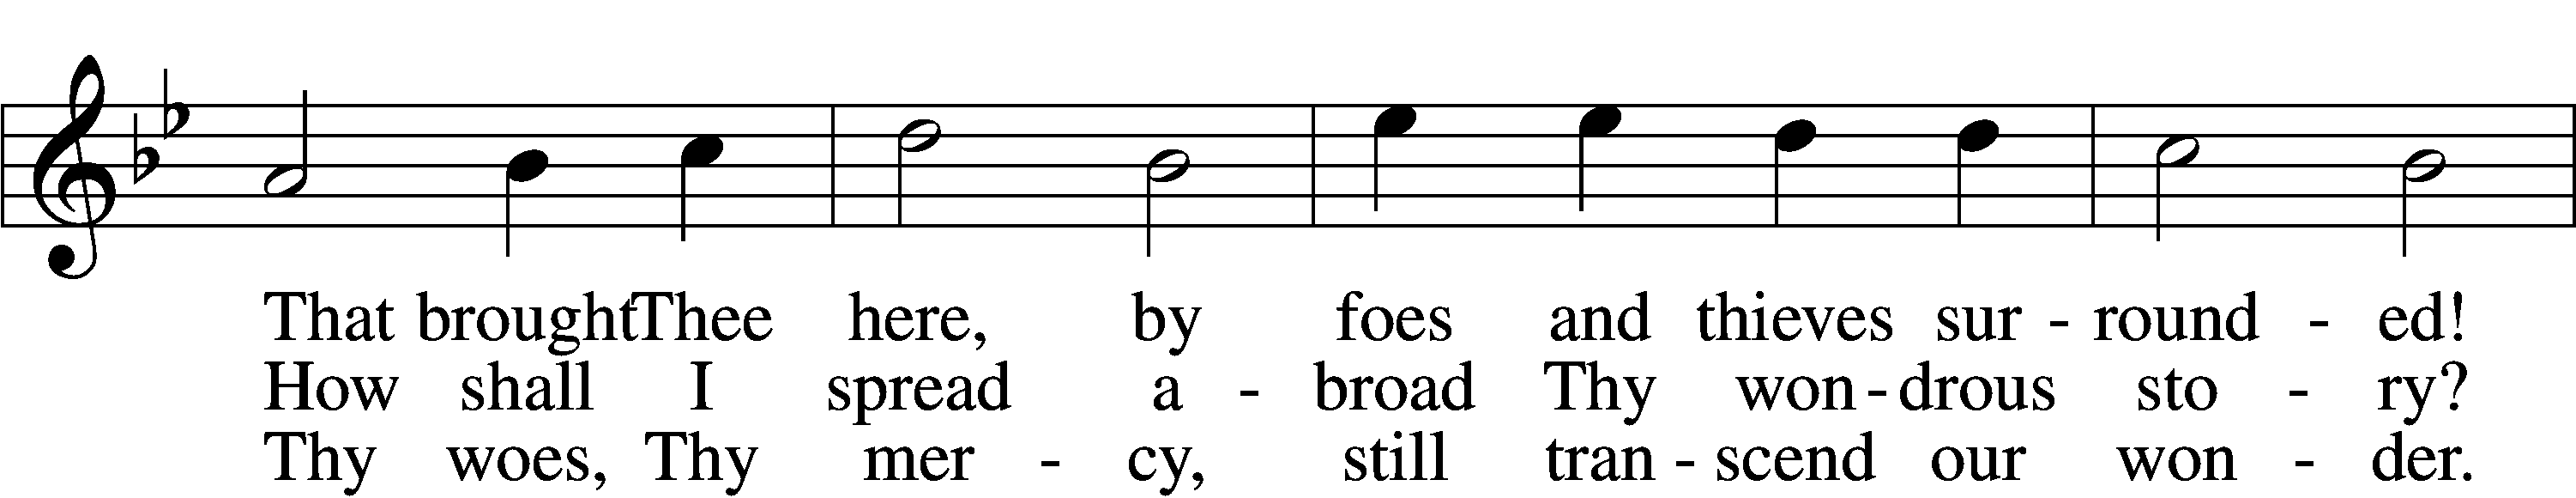 That brought Thee here, by foes and thieves sur - round - ed!
How shall I spread a - broad Thy won - drous sto - ry?
Thy woes, Thy mer - cy, still tran - scend our won - der.